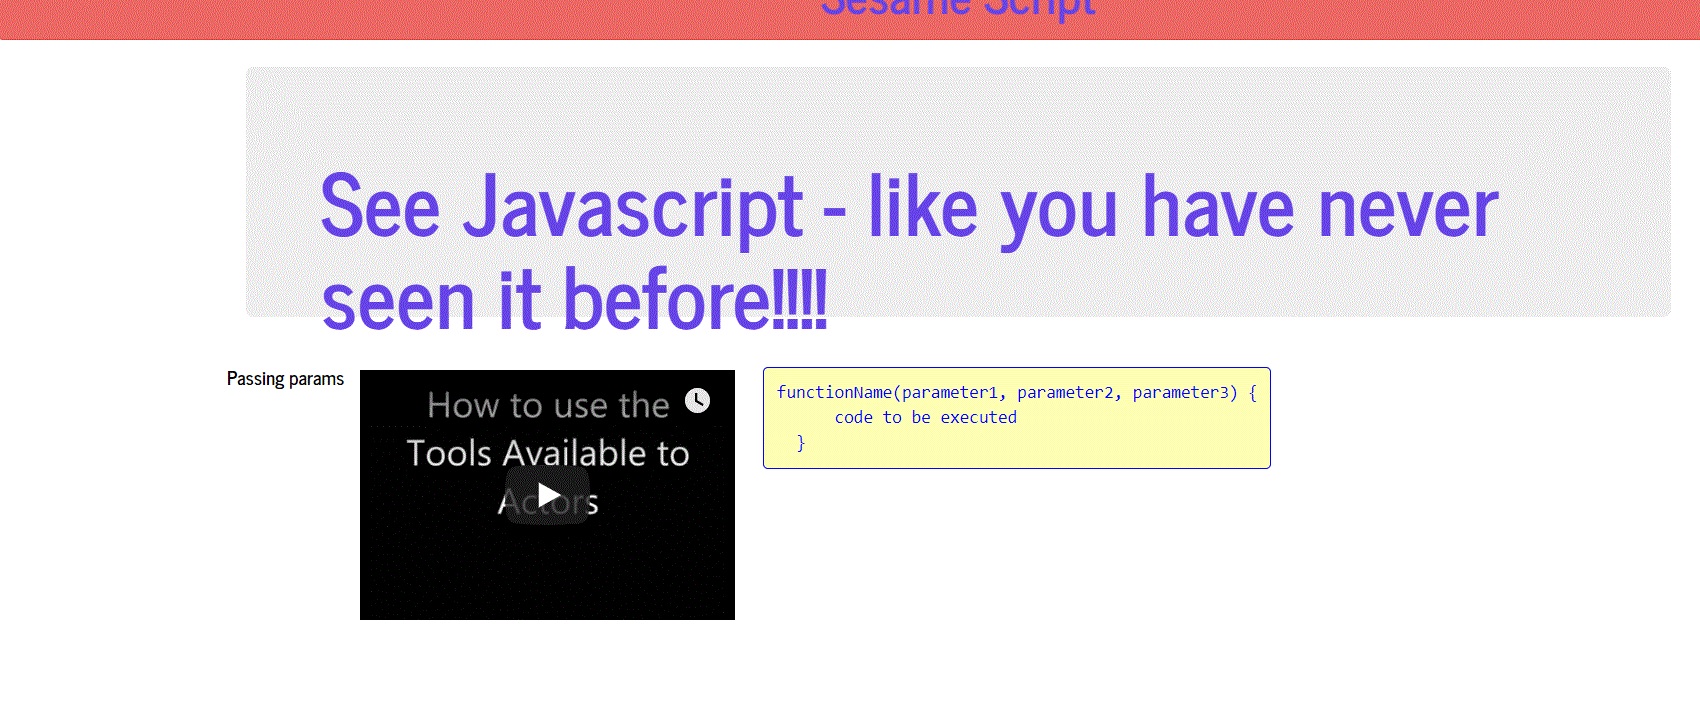 Sesame Script
See Javascript - like you have never
seen it before!!!!
Passing params
How to use the
Tools Available to
Actors
functionName(parameter1, parameter2, parameter3) {
code to be executed
}